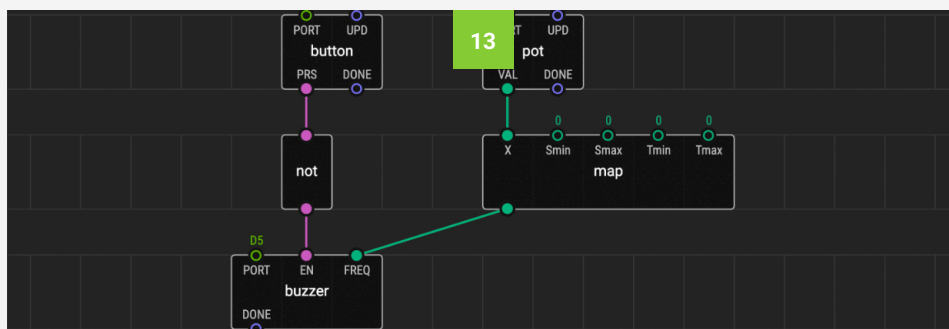 PORT UPD
button
PRS DONE
13
UPD
pot
VAL DONE
0 0 0 0
X Smin Smax Tmin Tmax
map
not
D5
PORT EN FREQ
buzzer
DONE